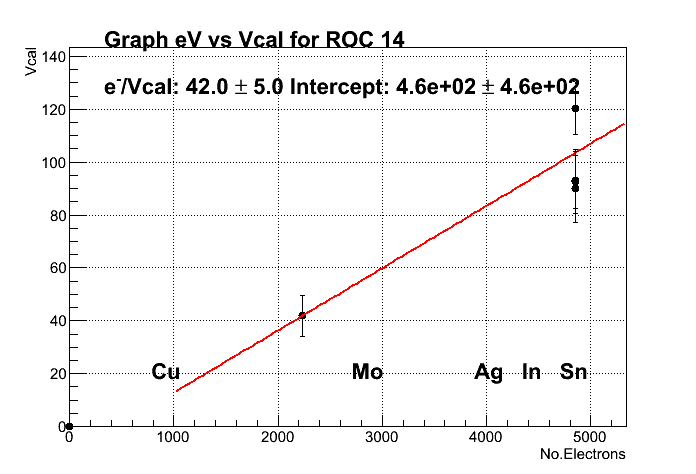 Graph eV vs Vcal for ROC 14
e-/Vcal: 42.0 ± 5.0 Intercept: 4.6e+02 ± 4.6e+02
Vcal
140
120
100
80
60
40
20
0
Cu Mo Ag In Sn
0 1000 2000 3000 4000 5000
No.Electrons